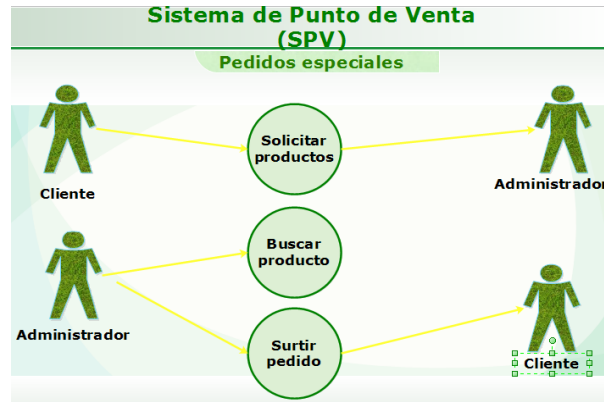 Sistema de Punto de Venta
(SPV)
Pedidos especiales
Solicitar
productos
Cliente
Administrador
Buscar
producto
Administrador
Surtir
pedido
Cliente